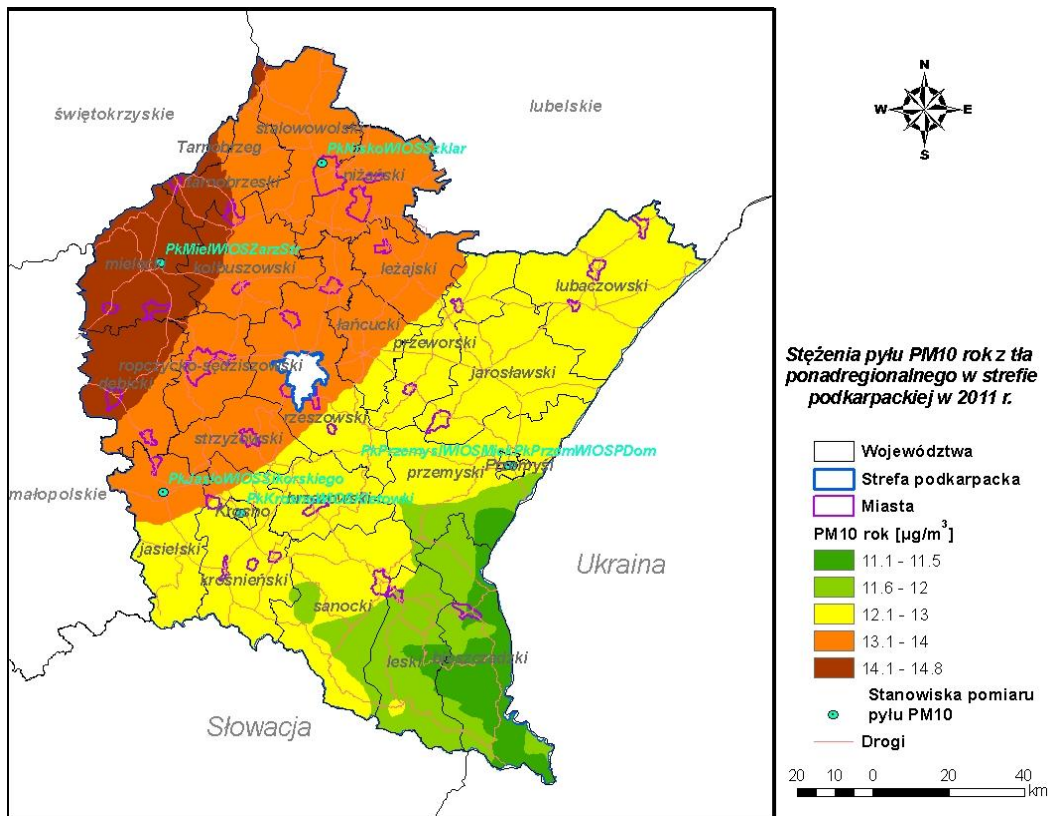 świętokrzyskie
lubelskie
stalowowolski
Tarnobrzeg
PkNiskoWIOSSzklar
niżański
tarnobrzeski
PkMielWIOSZarzStr
mielecki
kolbuszowski
leżajski
lubaczowski
łańcucki
przeworski
ropczycko-sędziszowski
jarosławski
dębicki
rzeszowski
strzyżowski
przemyski
Przemyśl
małopolskie
PkJasloWIOSSikorskiego
Krosno
jasielski
krośnieński
sanocki
leski
bieszczadzki
Ukraina
Słowacja
N
W E
S
Stężenia pyłu PM10 rok z tła
ponadregionalnego w strefie
podkarpackiej w 2011 r.
Województwa
Strefa podkarpacka
Miasta
PM10 rok [µg/m³]
11.1 - 11.5
11.6 - 12
12.1 - 13
13.1 - 14
14.1 - 14.8
Stanowiska pomiaru
pyłu PM10
Drogi
20 10 0 20 40
km